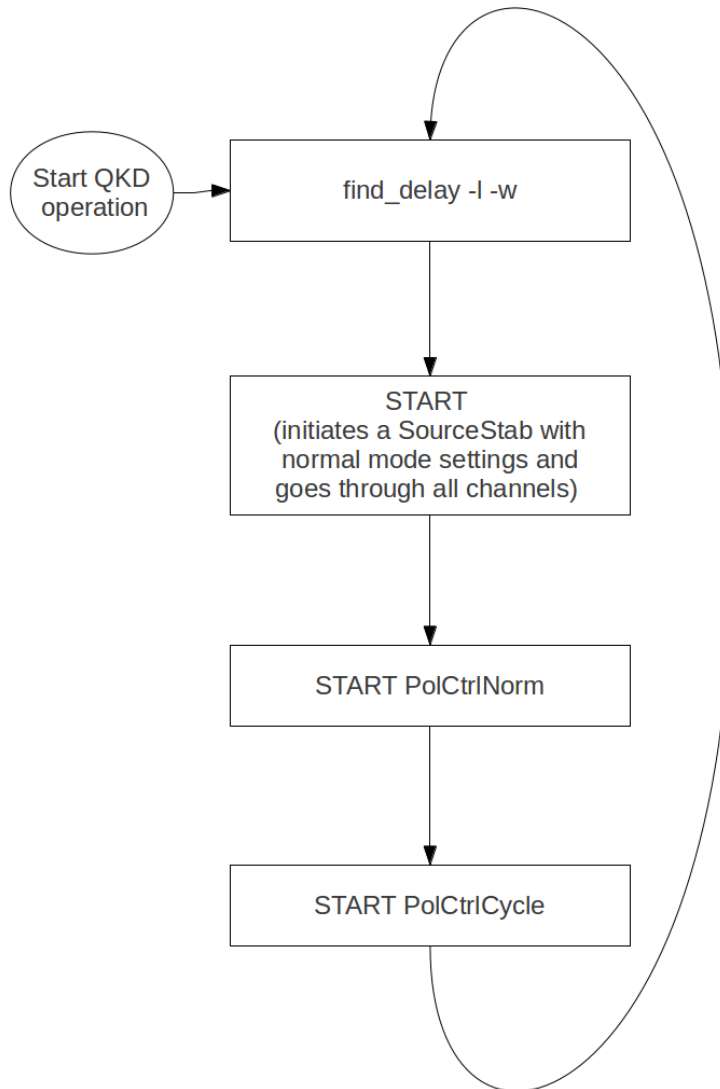 Start QKD
operation
find_delay -l -w
START
(initiates a SourceStab with
normal mode settings and
goes through all channels)
START PolCtrlNorm
START PolCtrlCycle